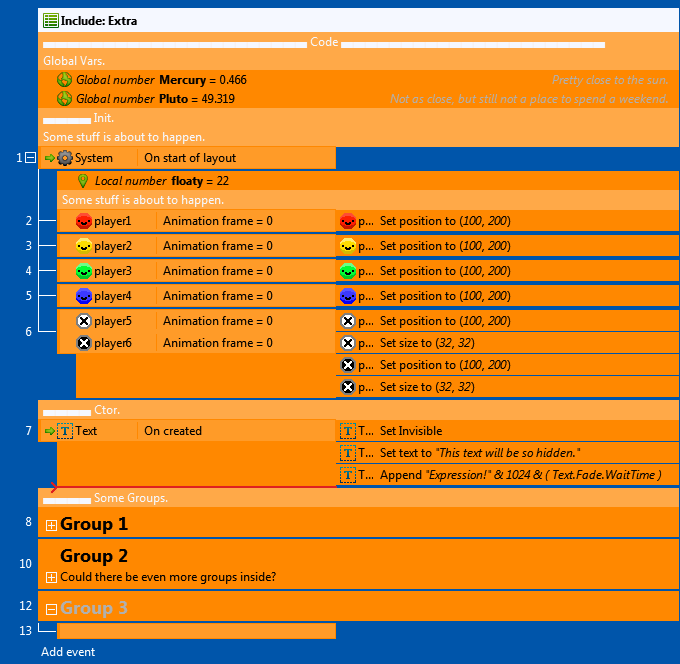 Include: Extra
Code
Global Vars.
Global number Mercury = 0.466 Pretty close to the sun.
Global number Pluto = 49.319 Not as close, but still not a place to spend a weekend.
Init.
Some stuff is about to happen.
1 System On start of layout
Local number floaty = 22
Some stuff is about to happen.
2 player1 Animation frame = 0 p... Set position to (100, 200)
3 player2 Animation frame = 0 p... Set position to (100, 200)
4 player3 Animation frame = 0 p... Set position to (100, 200)
5 player4 Animation frame = 0 p... Set position to (100, 200)
player5 Animation frame = 0 p... Set position to (100, 200)
6
player6 Animation frame = 0 p... Set size to (32, 32)
p... Set position to (100, 200)
p... Set size to (32, 32)
Ctor.
7 T Text On created T T... Set Invisible
T T... Set text to "This text will be so hidden."
T T... Append "Expression!" & 1024 & ( Text.Fade.WaitTime )
Some Groups.
8 Group 1
Group 2
10
Could there be even more groups inside?
12 Group 3
13
Add event